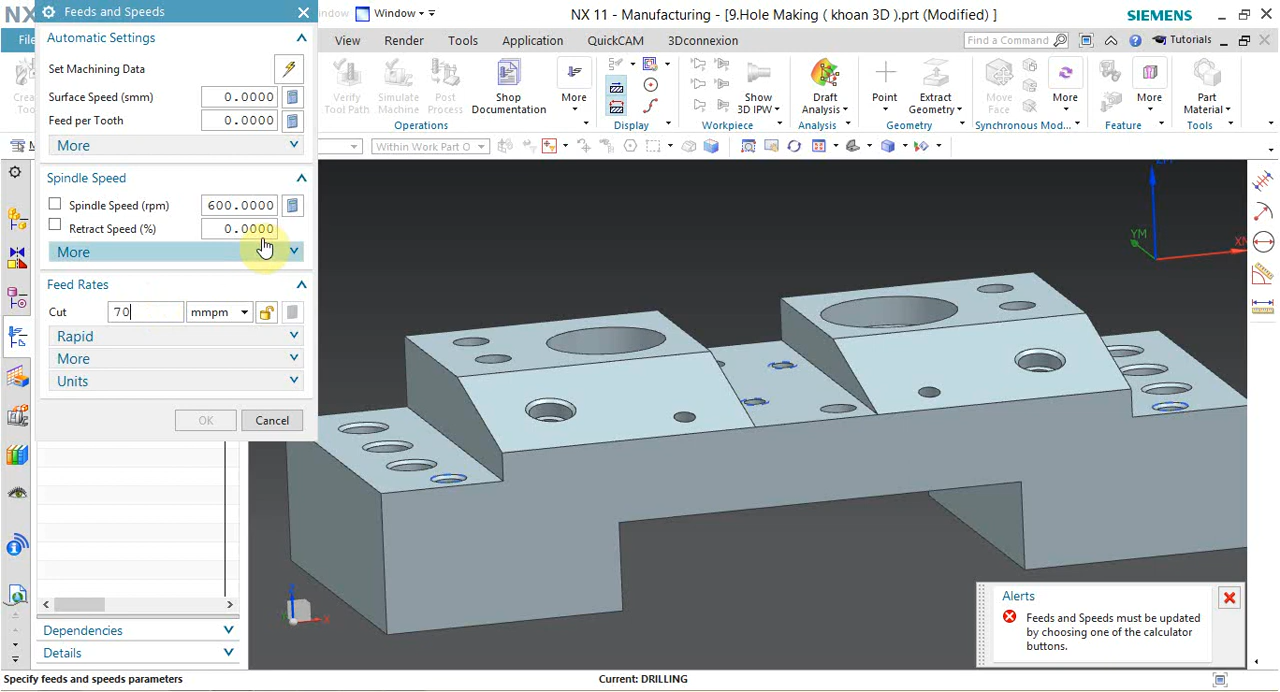 NX
Feeds and Speeds
indow
Window
NX 11 - Manufacturing - [9.Hole Making ( khoan 3D ).prt (Modified) ]
SIEMENS
File
View
Render
Tools
Application
QuickCAM
3Dconnexion
Find a Command
Tutorials
Automatic Settings
Set Machining Data
Surface Speed (smm)
0.0000
Feed per Tooth
0.0000
More
Spindle Speed
Spindle Speed (rpm)
600.0000
Retract Speed (%)
0.0000
More
Feed Rates
Cut
70
mmpm
Rapid
More
Units
OK
Cancel
Verify
Tool Path
Simulate
Machine
Post
Process
Shop
Documentation
More
Operations
Display
Show
3D IPW
Workpiece
Draft
Analysis
Analysis
Point
Extract
Geometry
Geometry
Move
Face
More
Synchronous Mod...
More
Feature
Part
Material
Tools
Within Work Part O
ZM
YM
XM
X
Dependencies
Details
Alerts
Feeds and Speeds must be updated
by choosing one of the calculator
buttons.
Specify feeds and speeds parameters
Current: DRILLING